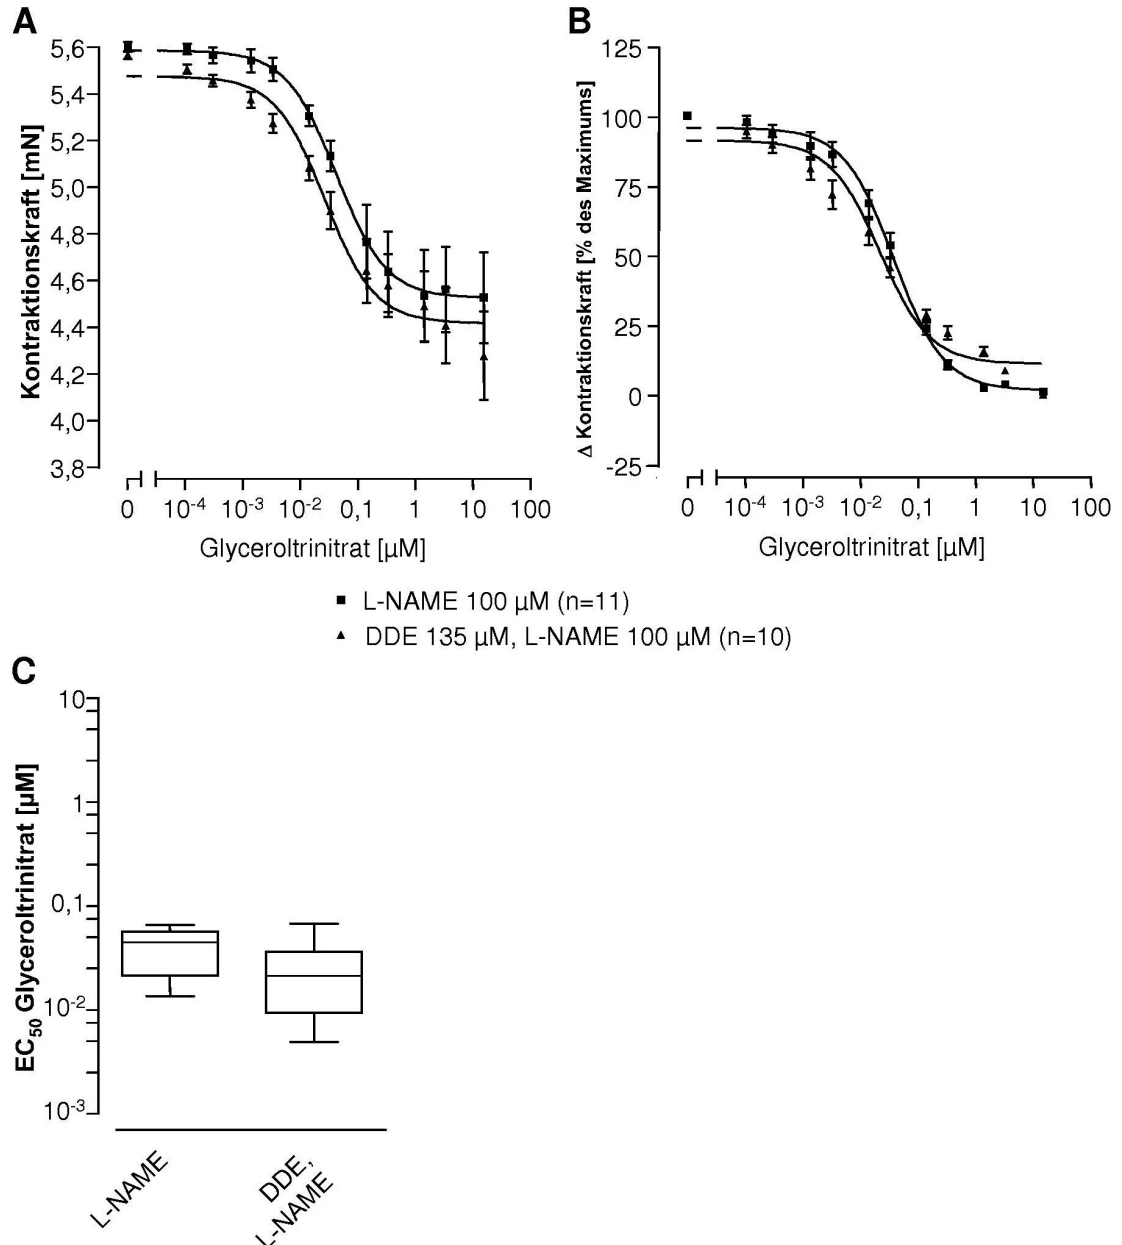 A
Kontraktionskraft [mN]
5,6
5,4
5,2
5,0
4,8
4,6
4,4
4,2
4,0
3,8
0 10-4 10-3 10-2 0,1 1 10 100
Glyceroltrinitrat [µM]
B
Δ Kontraktionskraft [% des Maximums]
125
100
75
50
25
0
-25
0 10-4 10-3 10-2 0,1 1 10 100
Glyceroltrinitrat [µM]
L-NAME 100 µM (n=11)
DDE 135 µM, L-NAME 100 µM (n=10)
C
EC50 Glyceroltrinitrat [µM]
10
1
0,1
10-2
10-3
L-NAME
DDE,
L-NAME